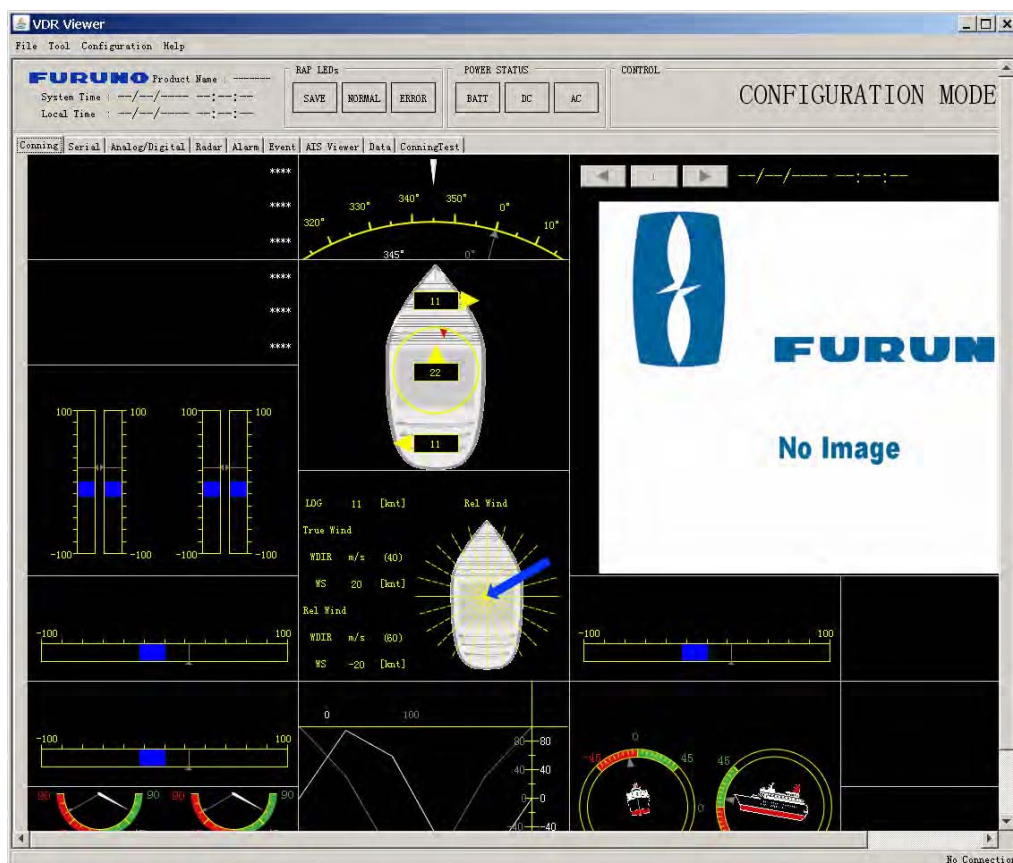 VDR Viewer
File Tool Configuration Help
FURUNO Product Name : -------
System Time : --/--/---- --:--:--
Local Time : --/--/---- --:--:--
RAP LEDs
SAVE NORMAL ERROR
POWER STATUS
BATT DC AC
CONTROL
CONFIGURATION MODE
Conning Serial Analog/Digital Radar Alarm Event AIS Viewer Data ConningTest
****
****
****
****
****
****
320° 330° 340° 350° 0° 10°
345° 0°
11
22
11
1 --/--/---- --:--:--
FURUN
No Image
100 100 100 100
-100 -100 -100 -100
LOG 11 [knt] Rel Wind
True Wind
WDIR m/s (40)
WS 20 [knt]
Rel Wind
WDIR m/s (60)
WS -20 [knt]
-100 100
-100 100
-100 100
0 100
80 80
40 40
0 0
-40 -40
-45 0 45
45 0
90 90 90 90
No Connection